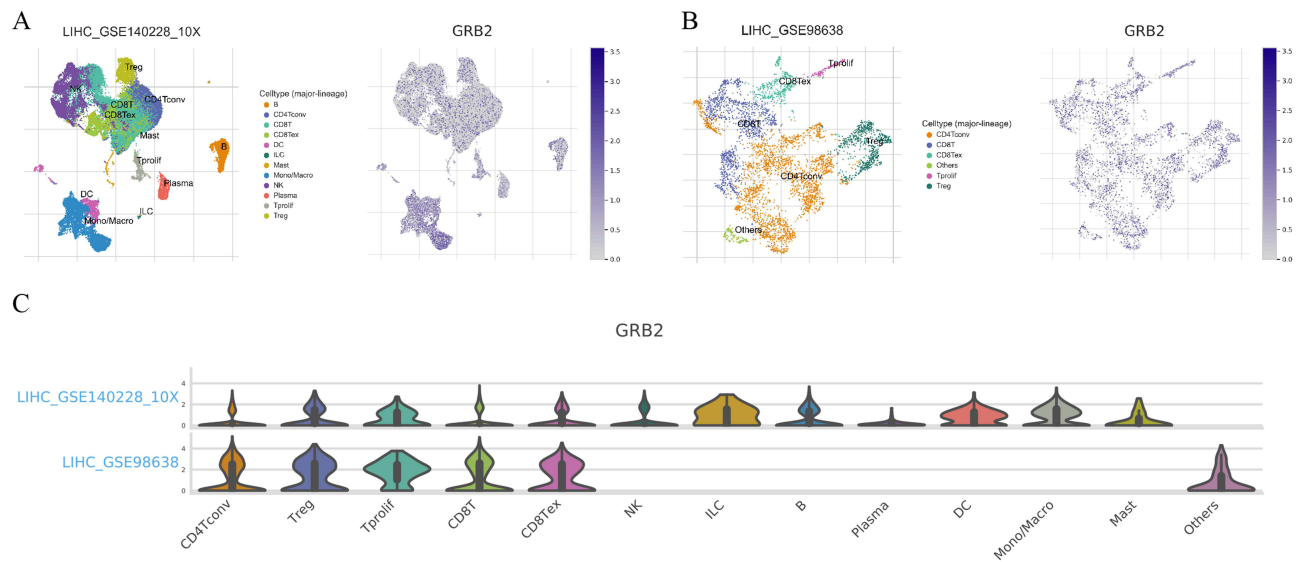 A
LIHC_GSE140228_10X
GRB2
Treg
NK
CD8T
CD4Tconv
CD8Tex
Mast
Tprolif
B
Plasma
DC
ILC
Mono/Macro
Celltype (major-lineage)
B
CD4Tconv
CD8T
CD8Tex
DC
ILC
Mast
Mono/Macro
NK
Plasma
Tprolif
Treg
3.5
3.0
2.5
2.0
1.5
1.0
0.5
0.0
B
LIHC_GSE98638
GRB2
Tprolif
CD8Tex
CD8T
Treg
CD4Tconv
Others
Celltype (major-lineage)
CD4Tconv
CD8T
CD8Tex
Others
Tprolif
Treg
3.5
3.0
2.5
2.0
1.5
1.0
0.5
0.0
C
GRB2
LIHC_GSE140228_10X
4
2
0
LIHC_GSE98638
4
2
0
CD4Tconv
Treg
Tprolif
CD8T
CD8Tex
NK
ILC
B
Plasma
DC
Mono/Macro
Mast
Others